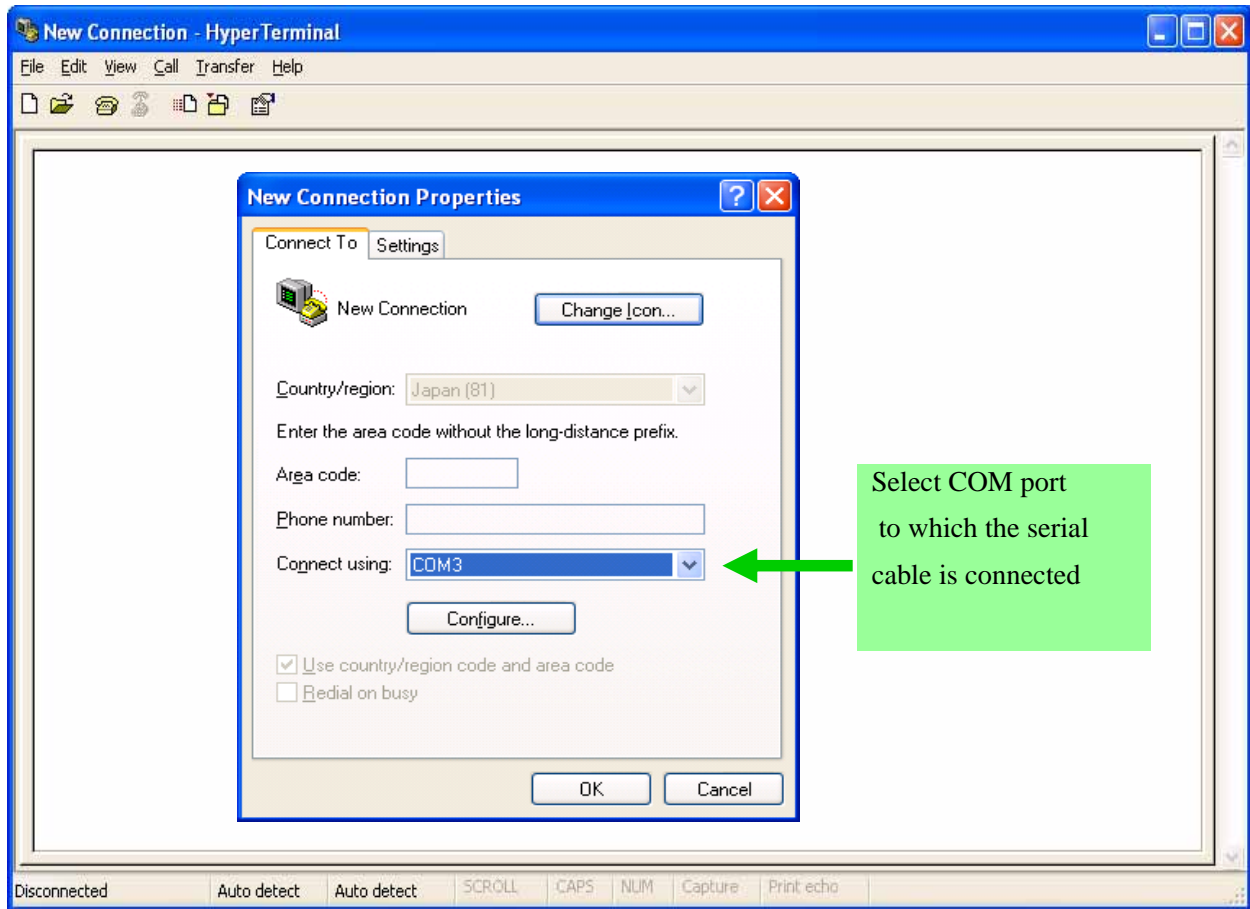 New Connection - HyperTerminal
File Edit View Call Transfer Help
New Connection Properties
Connect To Settings
New Connection Change Icon...
Country/region: Japan (81)
Enter the area code without the long-distance prefix.
Area code:
Phone number:
Connect using: COM3
Configure...
Use country/region code and area code
Redial on busy
OK Cancel
Select COM port
to which the serial
cable is connected
Disconnected Auto detect Auto detect SCROLL CAPS NUM Capture Print echo